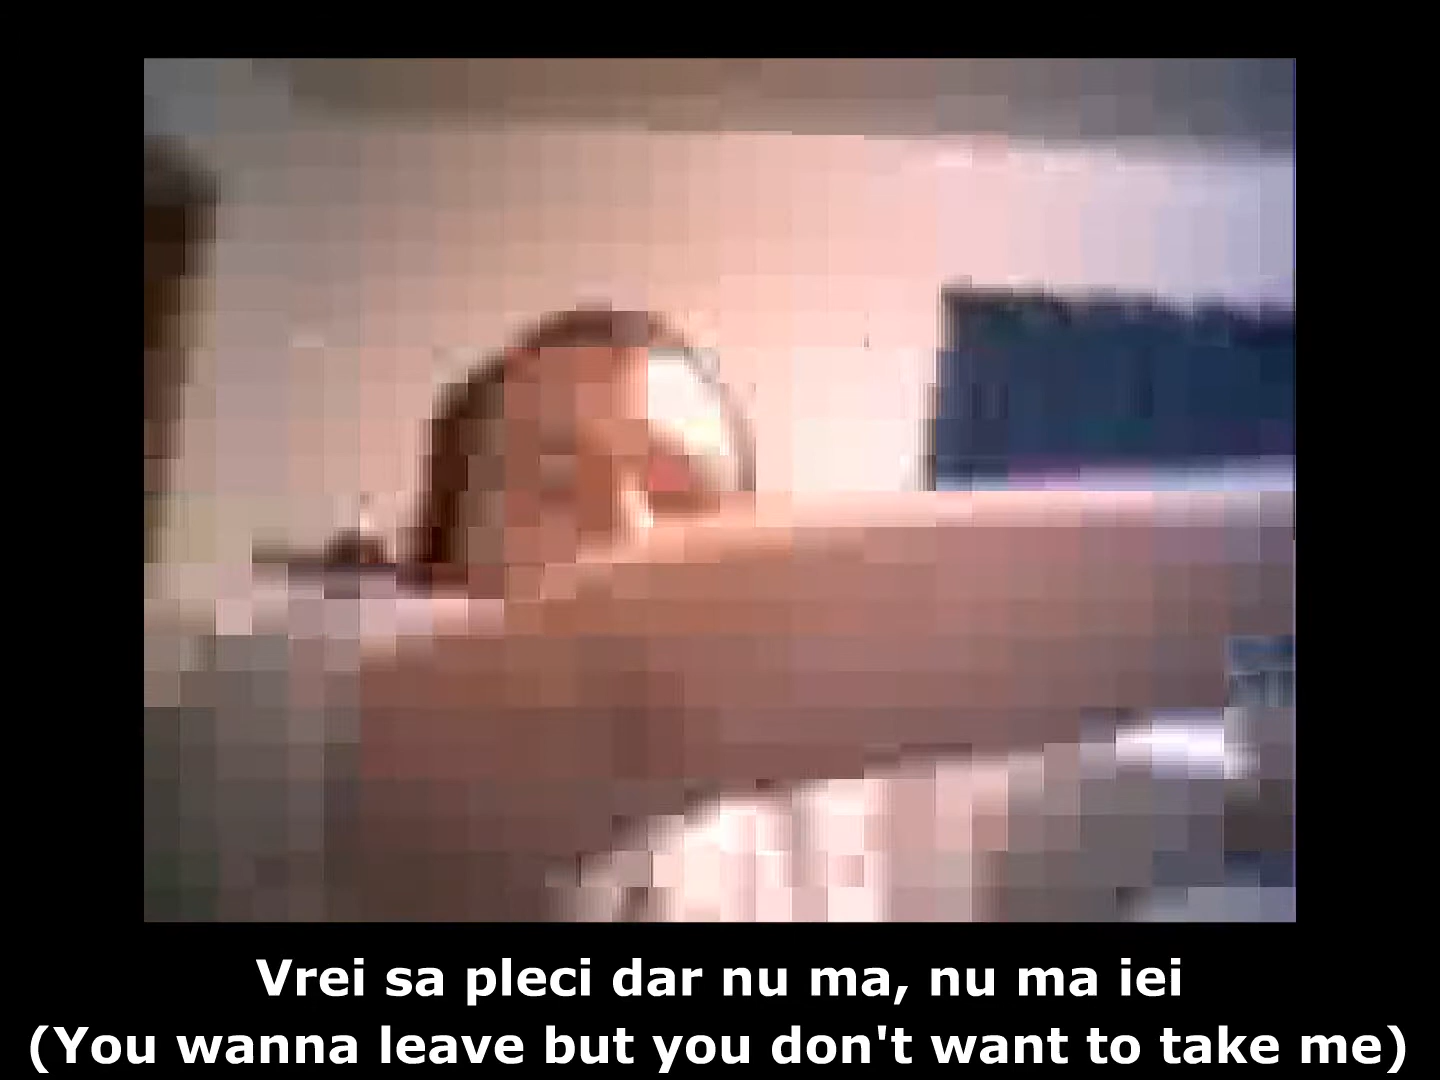 Vrei sa pleci dar nu ma, nu ma iei
(You wanna leave but you don't want to take me)